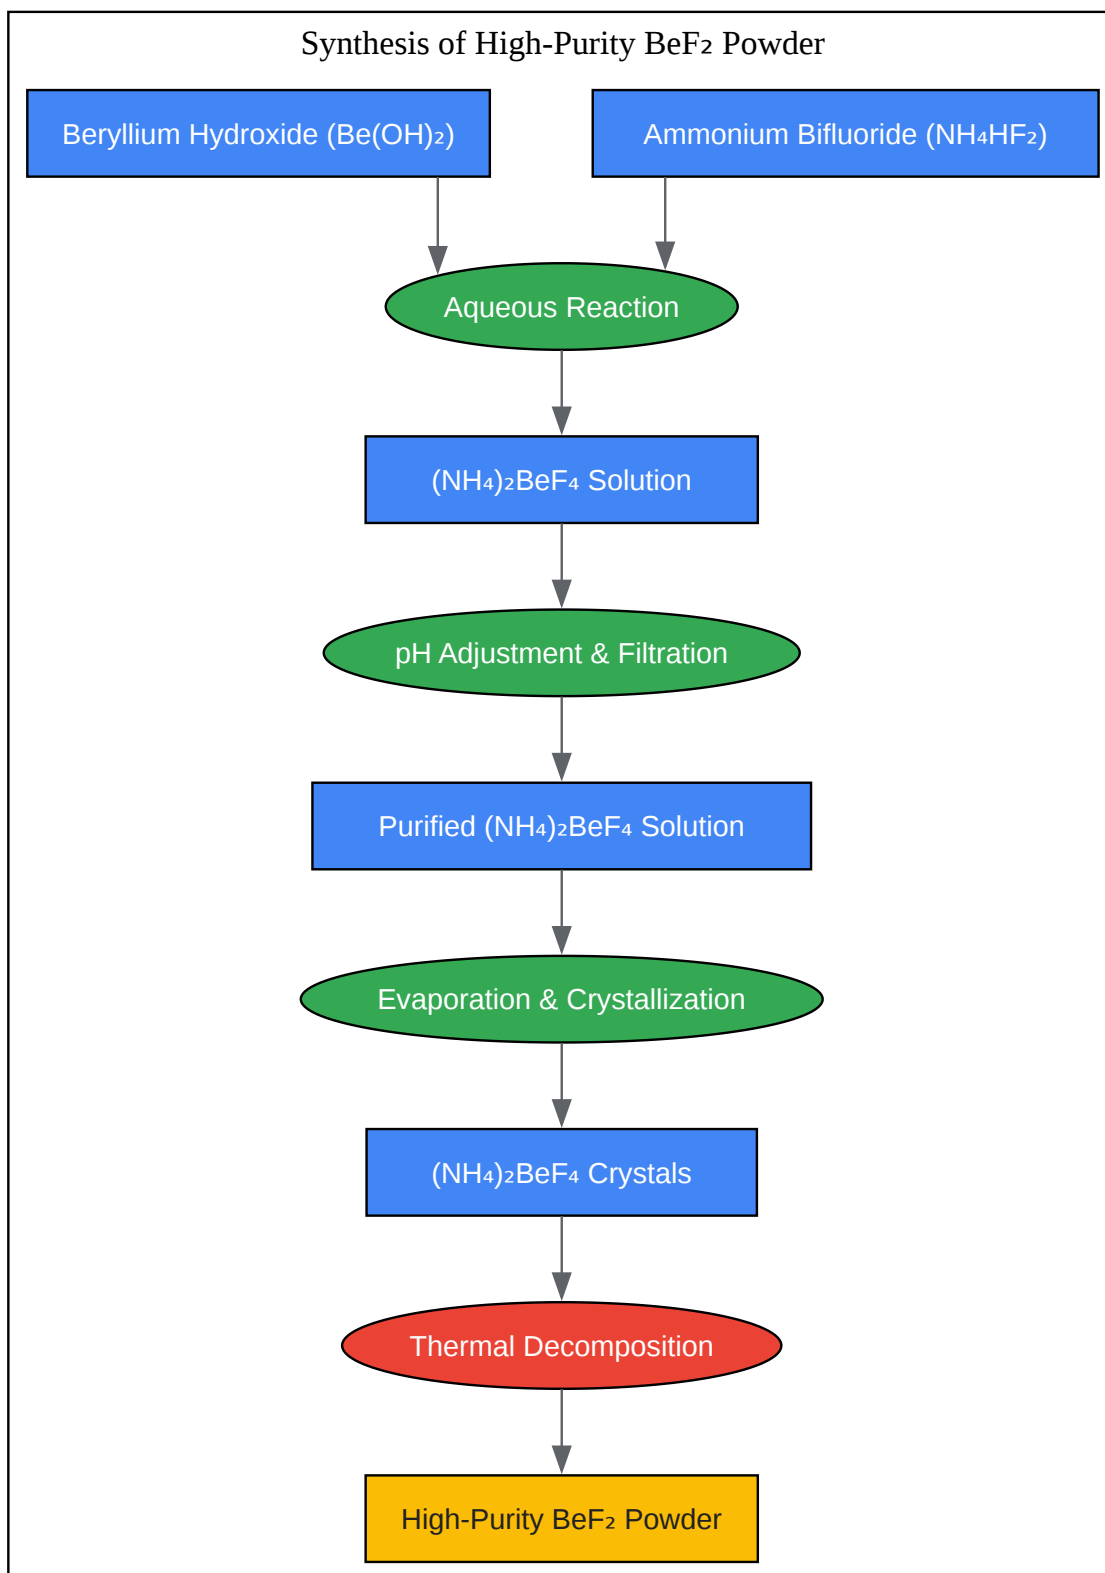 Synthesis of High-Purity BeF₂ Powder
Beryllium Hydroxide (Be(OH)₂)
Ammonium Bifluoride (NH₄HF₂)
Aqueous Reaction
(NH₄)₂BeF₄ Solution
pH Adjustment & Filtration
Purified (NH₄)₂BeF₄ Solution
Evaporation & Crystallization
(NH₄)₂BeF₄ Crystals
Thermal Decomposition
High-Purity BeF₂ Powder